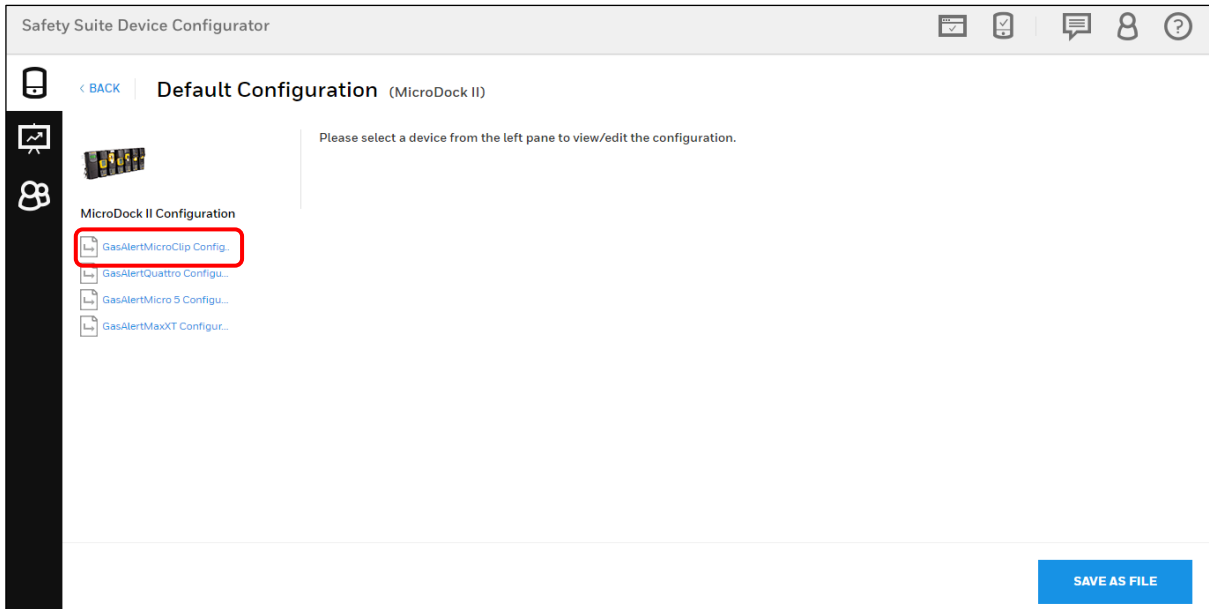 Safety Suite Device Configurator
< BACK
Default Configuration (MicroDock II)
Please select a device from the left pane to view/edit the configuration.
MicroDock II Configuration
GasAlertMicroClip Config..
GasAlertQuattro Configu...
GasAlertMicro 5 Configu...
GasAlertMaxXT Configur...
SAVE AS FILE